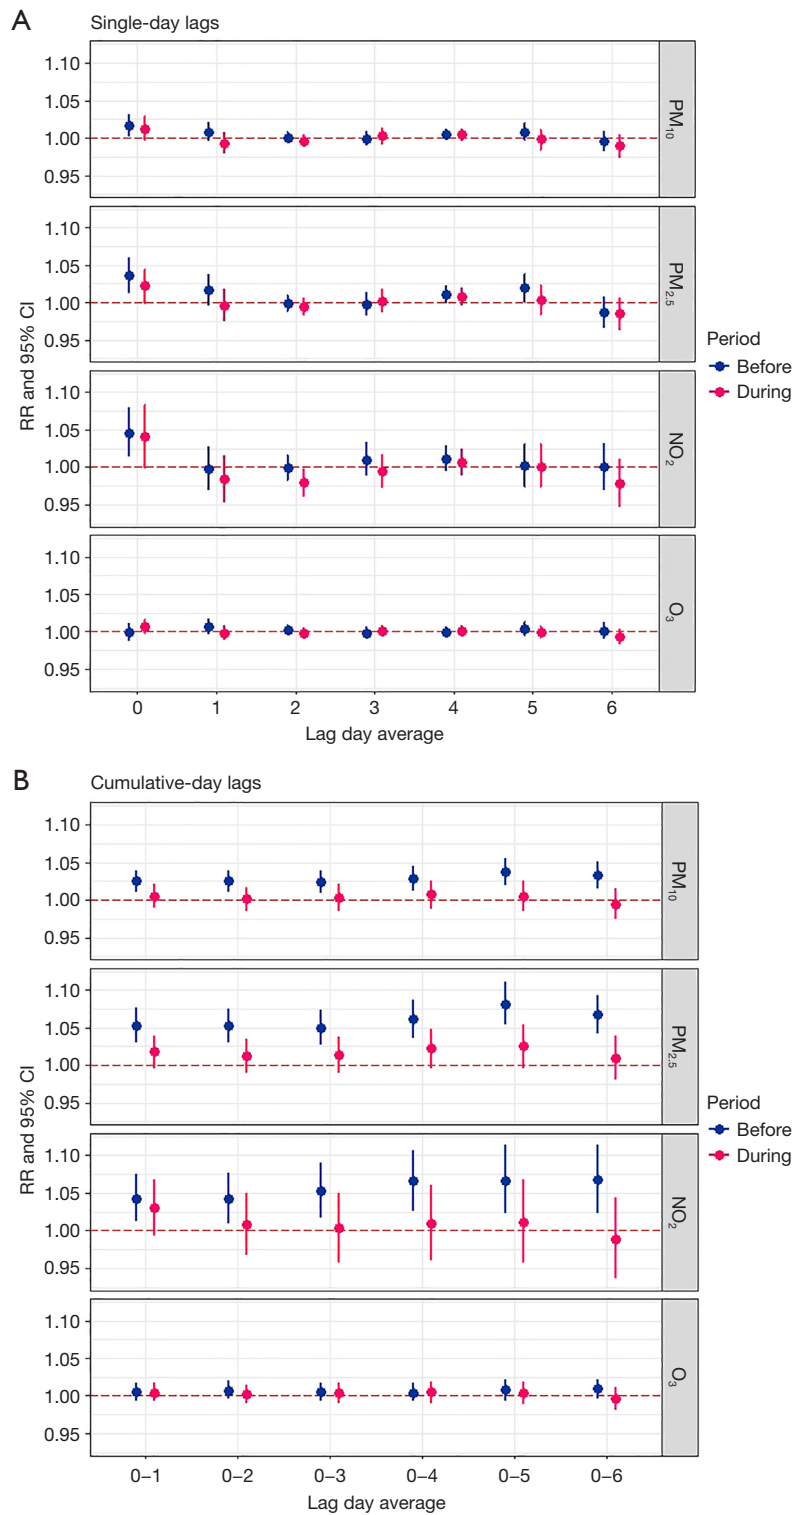 A
Single-day lags
RR and 95% CI
1.10
1.05
1.00
0.95
PM10
1.10
1.05
1.00
0.95
PM2.5
1.10
1.05
1.00
0.95
NO2
1.10
1.05
1.00
0.95
O3
0 1 2 3 4 5 6
Lag day average
Period
Before
During
B
Cumulative-day lags
RR and 95% CI
1.10
1.05
1.00
0.95
PM10
1.10
1.05
1.00
0.95
PM2.5
1.10
1.05
1.00
0.95
NO2
1.10
1.05
1.00
0.95
O3
0–1 0–2 0–3 0–4 0–5 0–6
Lag day average
Period
Before
During